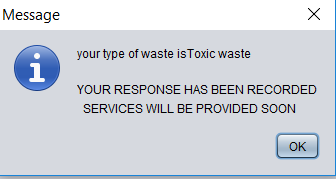 Message
your type of waste isToxic waste
YOUR RESPONSE HAS BEEN RECORDED
SERVICES WILL BE PROVIDED SOON
OK